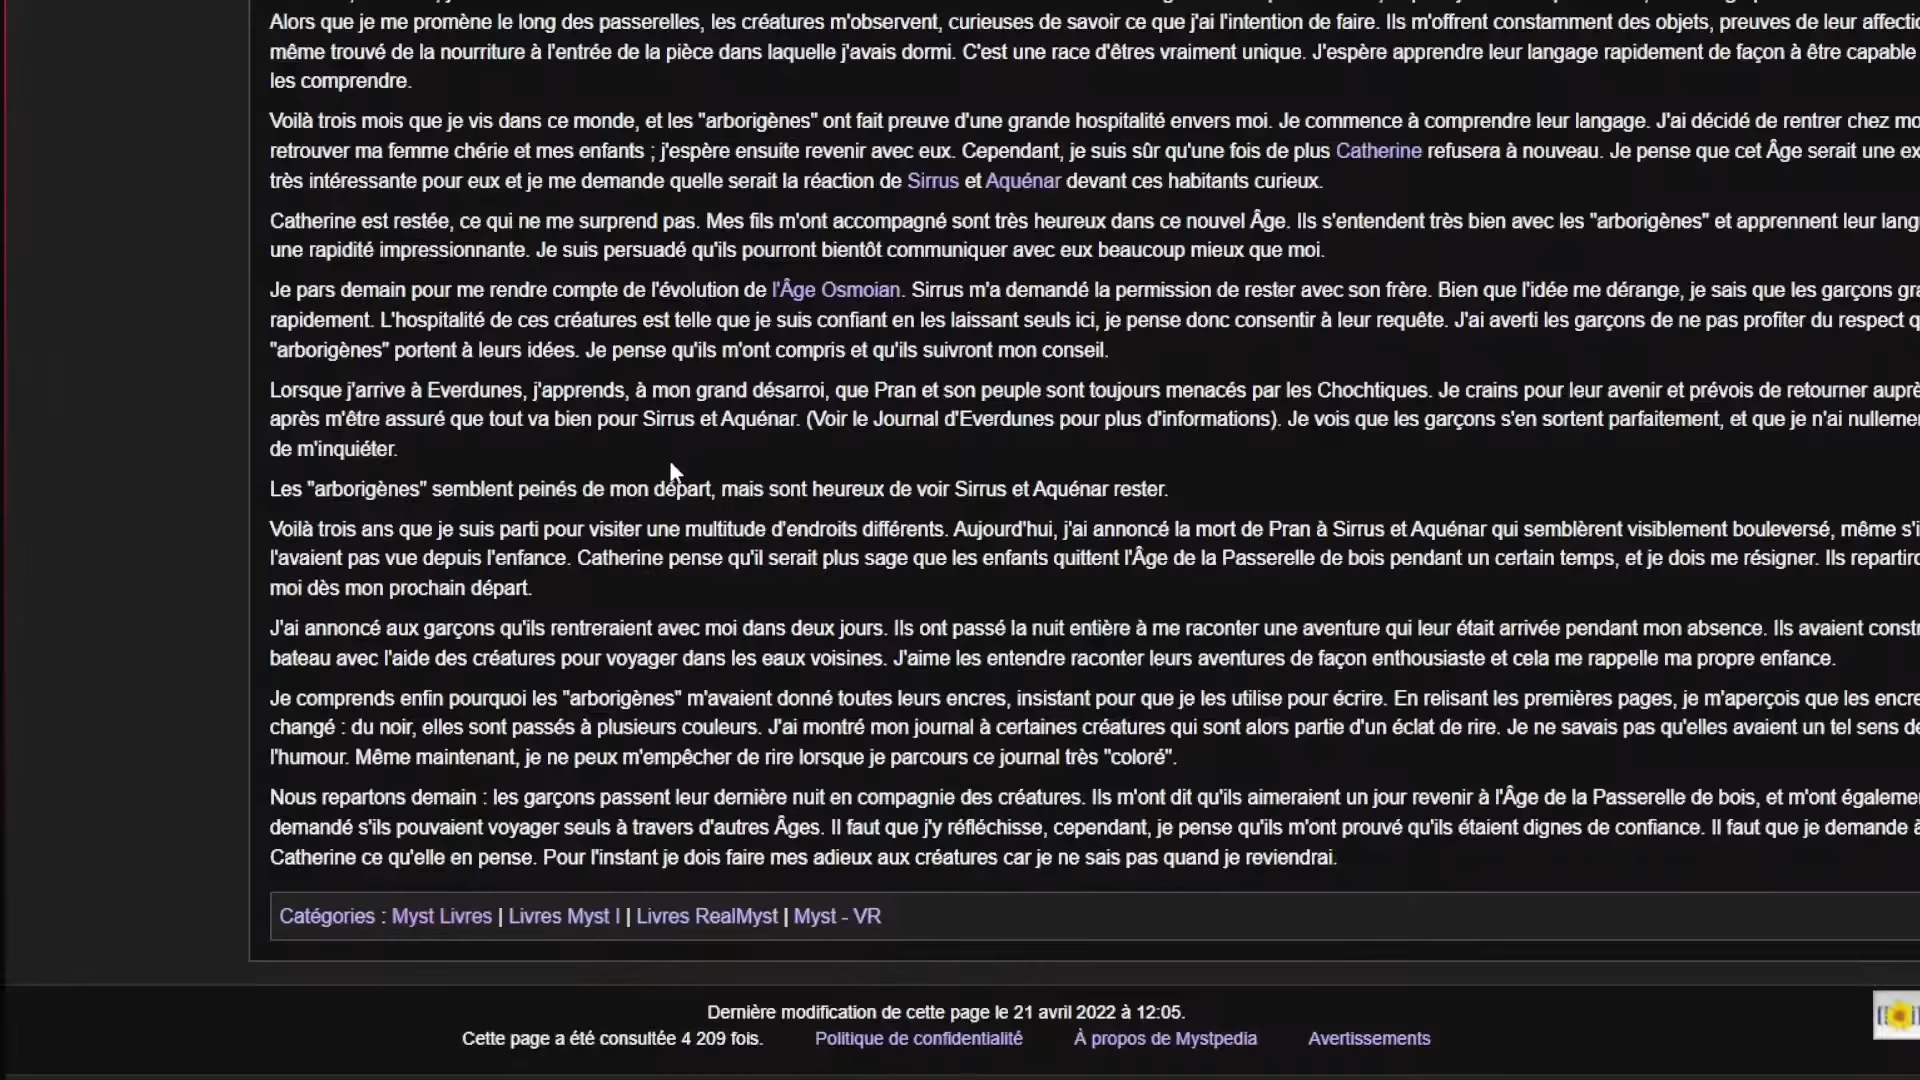 Alors que je me promène le long des passerelles, les créatures m'observent, curieuses de savoir ce que j'ai l'intention de faire. Ils m'offrent constamment des objets, preuves de leur
même trouvé de la nourriture à l'entrée de la pièce dans laquelle j'avais dormi. C'est une race d'êtres vraiment unique. J'espère apprendre leur langage rapidement de façon à être capable
les comprendre.
Voilà trois mois que je vis dans ce monde, et les "arborigènes" ont fait preuve d'une grande hospitalité envers moi. Je commence à comprendre leur langage. J'ai décidé de rentrer chez
retrouver ma femme chérie et mes enfants ; j'espère ensuite revenir avec eux. Cependant, je suis sûr qu'une fois de plus Catherine refusera à nouveau. Je pense que cet Âge serait une
très intéressante pour eux et je me demande quelle serait la réaction de Sirrus et Aquénar devant ces habitants curieux.
Catherine est restée, ce qui ne me surprend pas. Mes fils m'ont accompagné sont très heureux dans ce nouvel Âge. Ils s'entendent très bien avec les "arborigènes" et apprennent leur
une rapidité impressionnante. Je suis persuadé qu'ils pourront bientôt communiquer avec eux beaucoup mieux que moi.
Je pars demain pour me rendre compte de l'évolution de l'Âge Osmoian. Sirrus m'a demandé la permission de rester avec son frère. Bien que l'idée me dérange, je sais que les garçons
rapidement. L'hospitalité de ces créatures est telle que je suis confiant en les laissant seuls ici, je pense donc consentir à leur requête. J'ai averti les garçons de ne pas profiter du respect
"arborigènes" portent à leurs idées. Je pense qu'ils m'ont compris et qu'ils suivront mon conseil.
Lorsque j'arrive à Everdunes, j'apprends, à mon grand désarroi, que Pran et son peuple sont toujours menacés par les Chochtiques. Je crains pour leur avenir et prévois de retourner
après m'être assuré que tout va bien pour Sirrus et Aquénar. (Voir le Journal d'Everdunes pour plus d'informations). Je vois que les garçons s'en sortent parfaitement, et que je n'ai
de m'inquiéter.
Les "arborigènes" semblent peinés de mon départ, mais sont heureux de voir Sirrus et Aquénar rester.
Voilà trois ans que je suis parti pour visiter une multitude d'endroits différents. Aujourd'hui, j'ai annoncé la mort de Pran à Sirrus et Aquénar qui semblèrent visiblement bouleversé, même
l'avaient pas vue depuis l'enfance. Catherine pense qu'il serait plus sage que les enfants quittent l'Âge de la Passerelle de bois pendant un certain temps, et je dois me résigner. Ils
moi dès mon prochain départ.
J'ai annoncé aux garçons qu'ils rentreraient avec moi dans deux jours. Ils ont passé la nuit entière à me raconter une aventure qui leur était arrivée pendant mon absence. Ils avaient
bateau avec l'aide des créatures pour voyager dans les eaux voisines. J'aime les entendre raconter leurs aventures de façon enthousiaste et cela me rappelle ma propre enfance.
Je comprends enfin pourquoi les "arborigènes" m'avaient donné toutes leurs encres, insistant pour que je les utilise pour écrire. En relisant les premières pages, je m'aperçois que les
changé : du noir, elles sont passés à plusieurs couleurs. J'ai montré mon journal à certaines créatures qui sont alors partie d'un éclat de rire. Je ne savais pas qu'elles avaient un tel sens
l'humour. Même maintenant, je ne peux m'empêcher de rire lorsque je parcours ce journal très "coloré".
Nous repartons demain : les garçons passent leur dernière nuit en compagnie des créatures. Ils m'ont dit qu'ils aimeraient un jour revenir à l'Âge de la Passerelle de bois, et m'ont
demandé s'ils pouvaient voyager seuls à travers d'autres Âges. Il faut que j'y réfléchisse, cependant, je pense qu'ils m'ont prouvé qu'ils étaient dignes de confiance. Il faut que je demande à
Catherine ce qu'elle en pense. Pour l'instant je dois faire mes adieux aux créatures car je ne sais pas quand je reviendrai.
Catégories : Myst Livres | Livres Myst I | Livres RealMyst | Myst - VR
Dernière modification de cette page le 21 avril 2022 à 12:05.
Cette page a été consultée 4 209 fois. Politique de confidentialité À propos de Mystpedia Avertissements